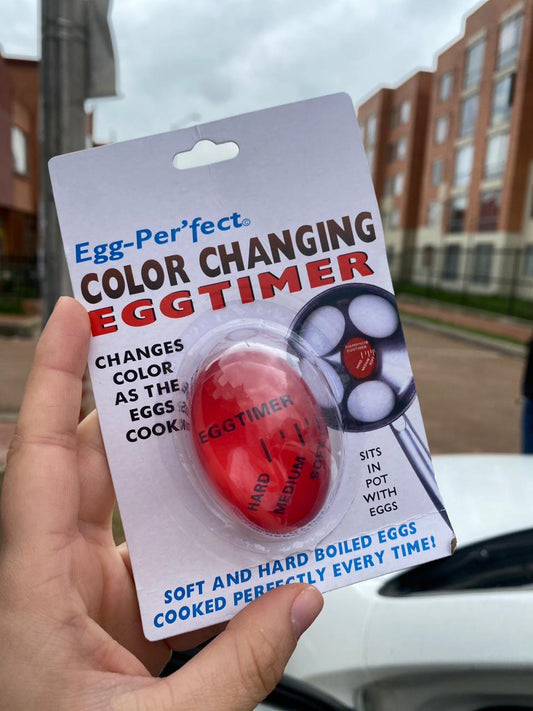 Egg-Per'fect©
COLOR CHANGING
EGGTIMER
CHANGES
COLOR
AS THE
EGGS
COOK
EGGTIMER
HARD
MEDIUM
SOFT
SITS
IN
POT
WITH
EGGS
SOFT AND HARD BOILED EGGS
COOKED PERFECTLY EVERY TIME!